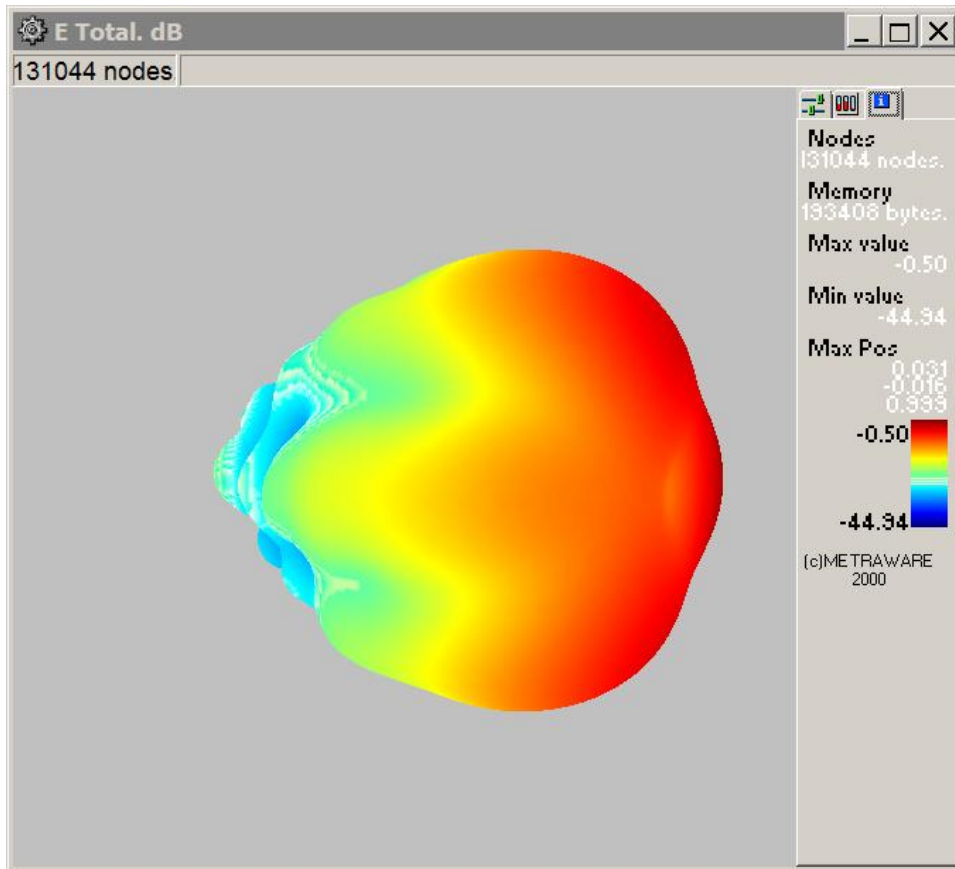 E Total. dB
131044 nodes
Nodes
131044 nodes.
Memory
193408 bytes.
Max value
-0.50
Min value
-44.94
Max Pos
0.031
-0.016
0.999
-0.50
-44.94
(c)METRAWARE
2000